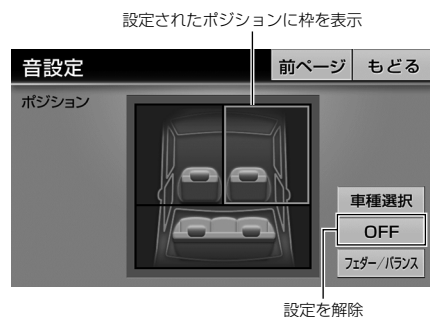 設定されたポジションに枠を表示
音設定
前ページ
もどる
ポジション
車種選択
OFF
フェダー/バランス
設定を解除